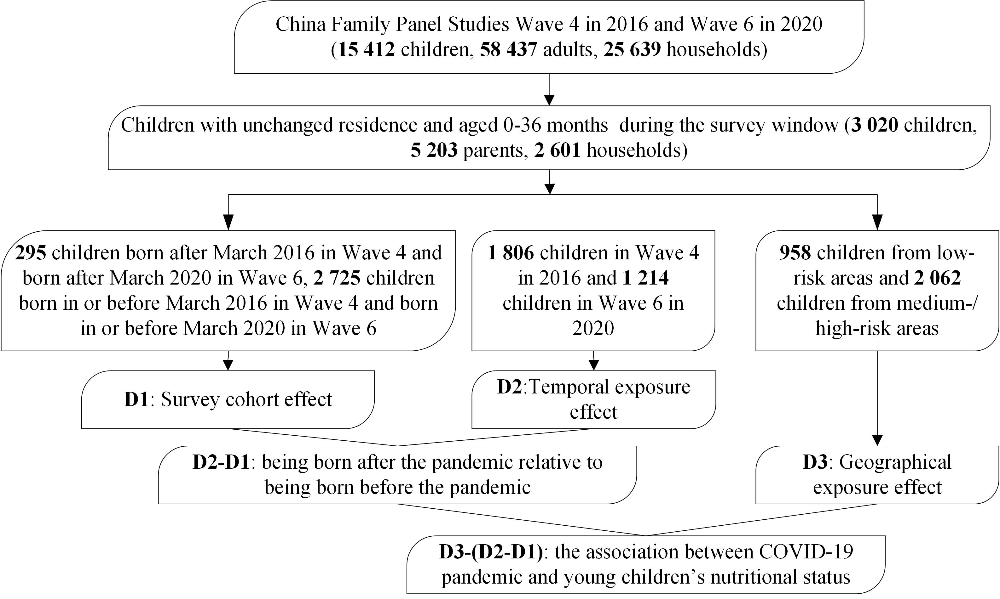 China Family Panel Studies Wave 4 in 2016 and Wave 6 in 2020
(15 412 children, 58 437 adults, 25 639 households)
Children with unchanged residence and aged 0-36 months  during the survey window (3 020 children,
5 203 parents, 2 601 households)
295 children born after March 2016 in Wave 4 and
born after March 2020 in Wave 6, 2 725 children
born in or before March 2016 in Wave 4 and born
in or before March 2020 in Wave 6
1 806 children in Wave 4
in 2016 and 1 214
children in Wave 6 in
2020
958 children from low-
risk areas and 2 062
children from medium-/
high-risk areas
D1: Survey cohort effect
D2:Temporal exposure
effect
D2-D1: being born after the pandemic relative to
being born before the pandemic
D3: Geographical
exposure effect
D3-(D2-D1): the association between COVID-19
pandemic and young children’s nutritional status